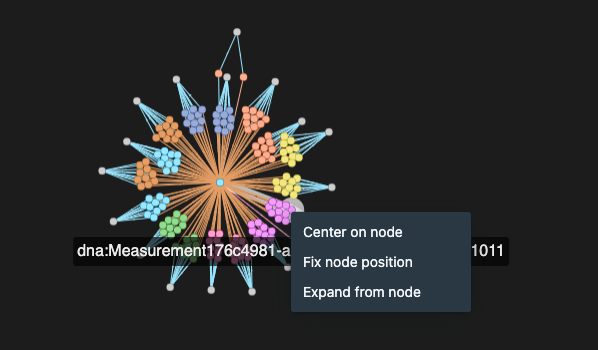 Center on node
Fix node position
dna:Measurement176c4981-a 1011
Expand from node